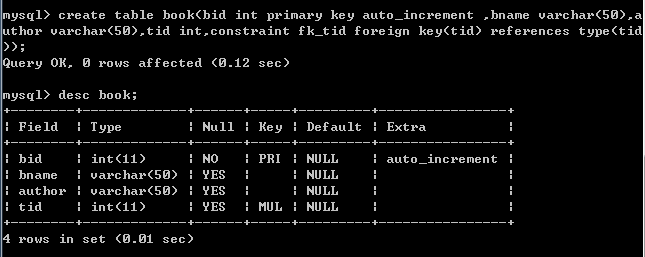 mysql> create table book(bid int primary key auto_increment ,bname varchar(50),a
uthor varchar(50),tid int,constraint fk_tid foreign key(tid) references type(tid
));
Query OK, 0 rows affected (0.12 sec)
mysql> desc book;
+--------+-------------+------+-----+---------+----------------+
| Field  | Type        | Null | Key | Default | Extra          |
+--------+-------------+------+-----+---------+----------------+
| bid    | int(11)     | NO   | PRI | NULL    | auto_increment |
| bname  | varchar(50) | YES  |     | NULL    |                |
| author | varchar(50) | YES  |     | NULL    |                |
| tid    | int(11)     | YES  | MUL | NULL    |                |
+--------+-------------+------+-----+---------+----------------+
4 rows in set (0.01 sec)